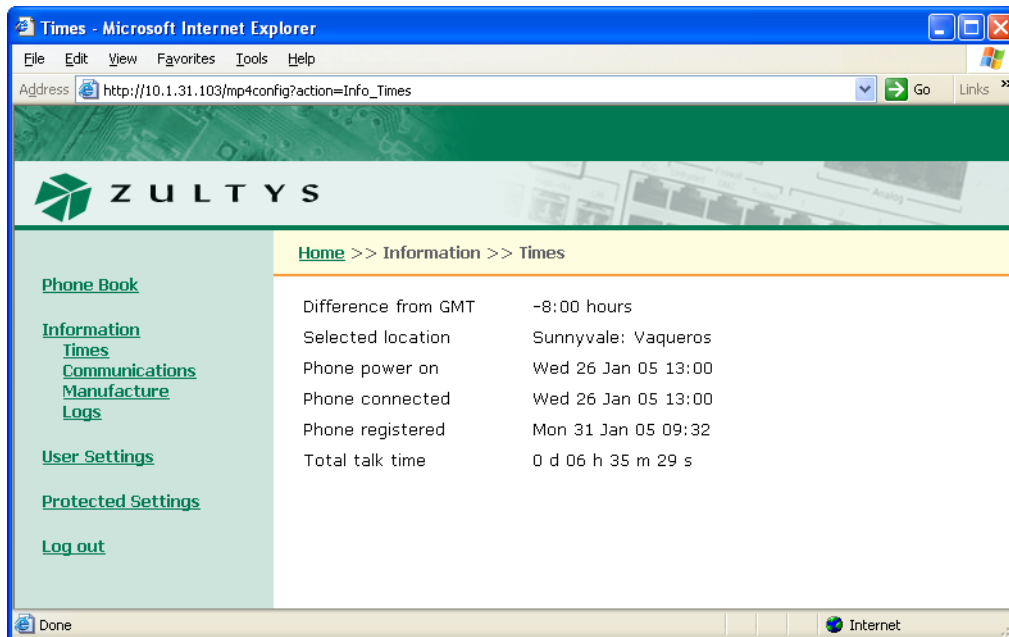 Times - Microsoft Internet Explorer
File Edit View Favorites Tools Help
Address http://10.1.31.103/mp4config?action=Info_Times Go Links »
ZULTYS
Home >> Information >> Times
Phone Book
Information
Times
Communications
Manufacture
Logs
User Settings
Protected Settings
Log out
Difference from GMT -8:00 hours
Selected location Sunnyvale: Vaqueros
Phone power on Wed 26 Jan 05 13:00
Phone connected Wed 26 Jan 05 13:00
Phone registered Mon 31 Jan 05 09:32
Total talk time 0 d 06 h 35 m 29 s
Analog
Done Internet